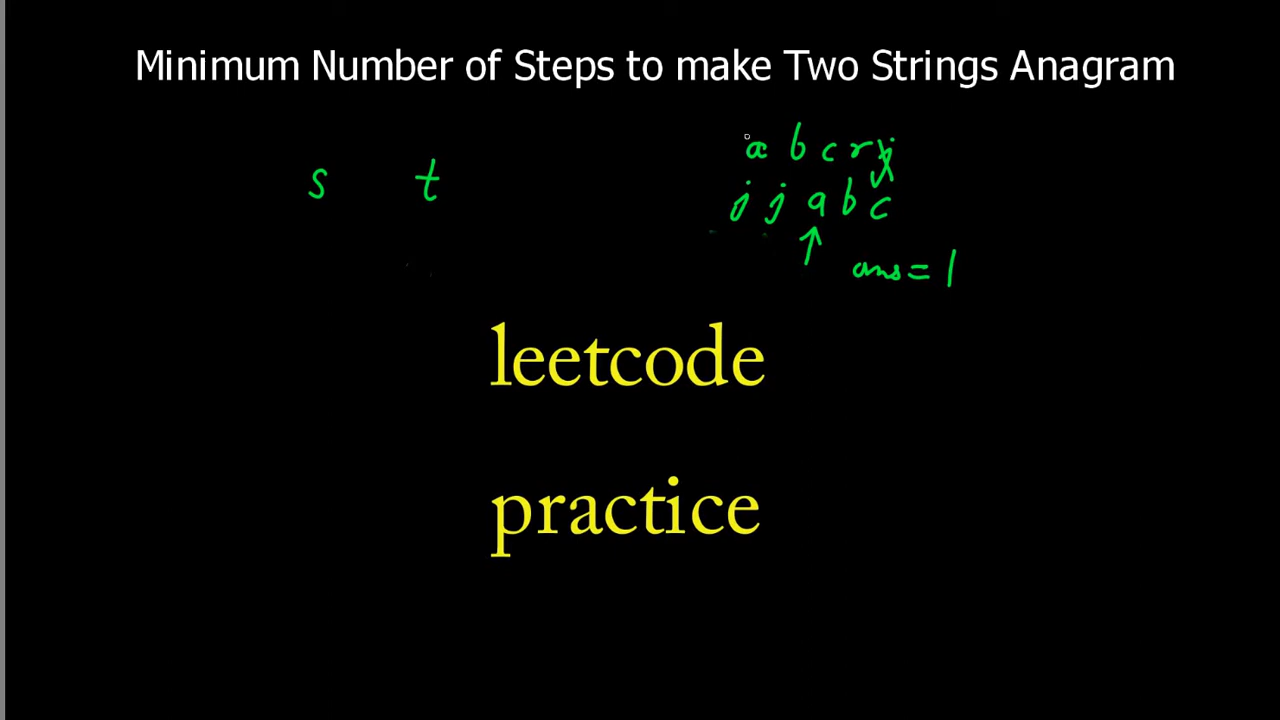 Minimum Number of Steps to make Two Strings Anagram
s t
a b c r j
j j a b c
ans = 1
leetcode
practice